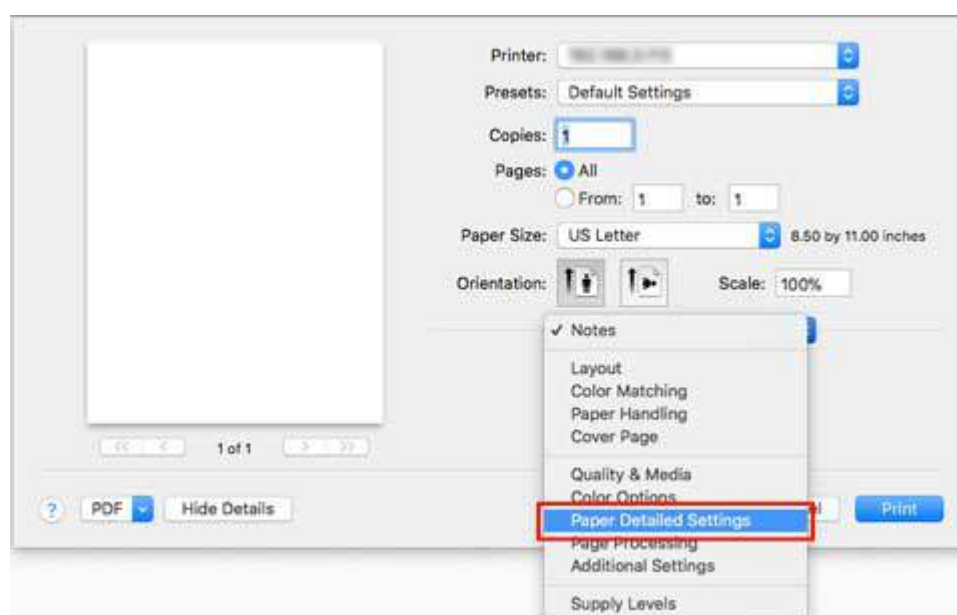 Printer:
Presets: Default Settings
Copies: 1
Pages: All
From: 1 to: 1
Paper Size: US Letter 8.50 by 11.00 inches
Orientation: Scale: 100%
✓ Notes
Layout
Color Matching
Paper Handling
Cover Page
1 of 1
Quality & Media
Color Options
? PDF Hide Details Paper Detailed Settings Print
Page Processing
Additional Settings
Supply Levels